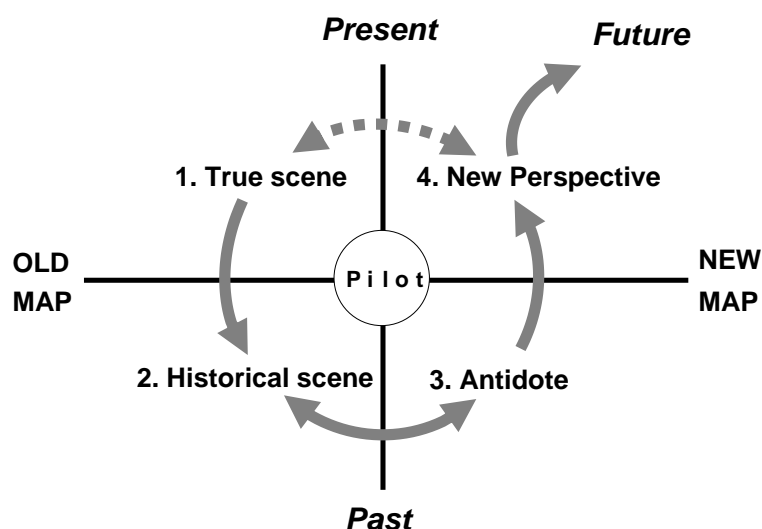 Present
Future
1. True scene
4. New Perspective
OLD
MAP
Pilot
NEW
MAP
2. Historical scene
3. Antidote
Past